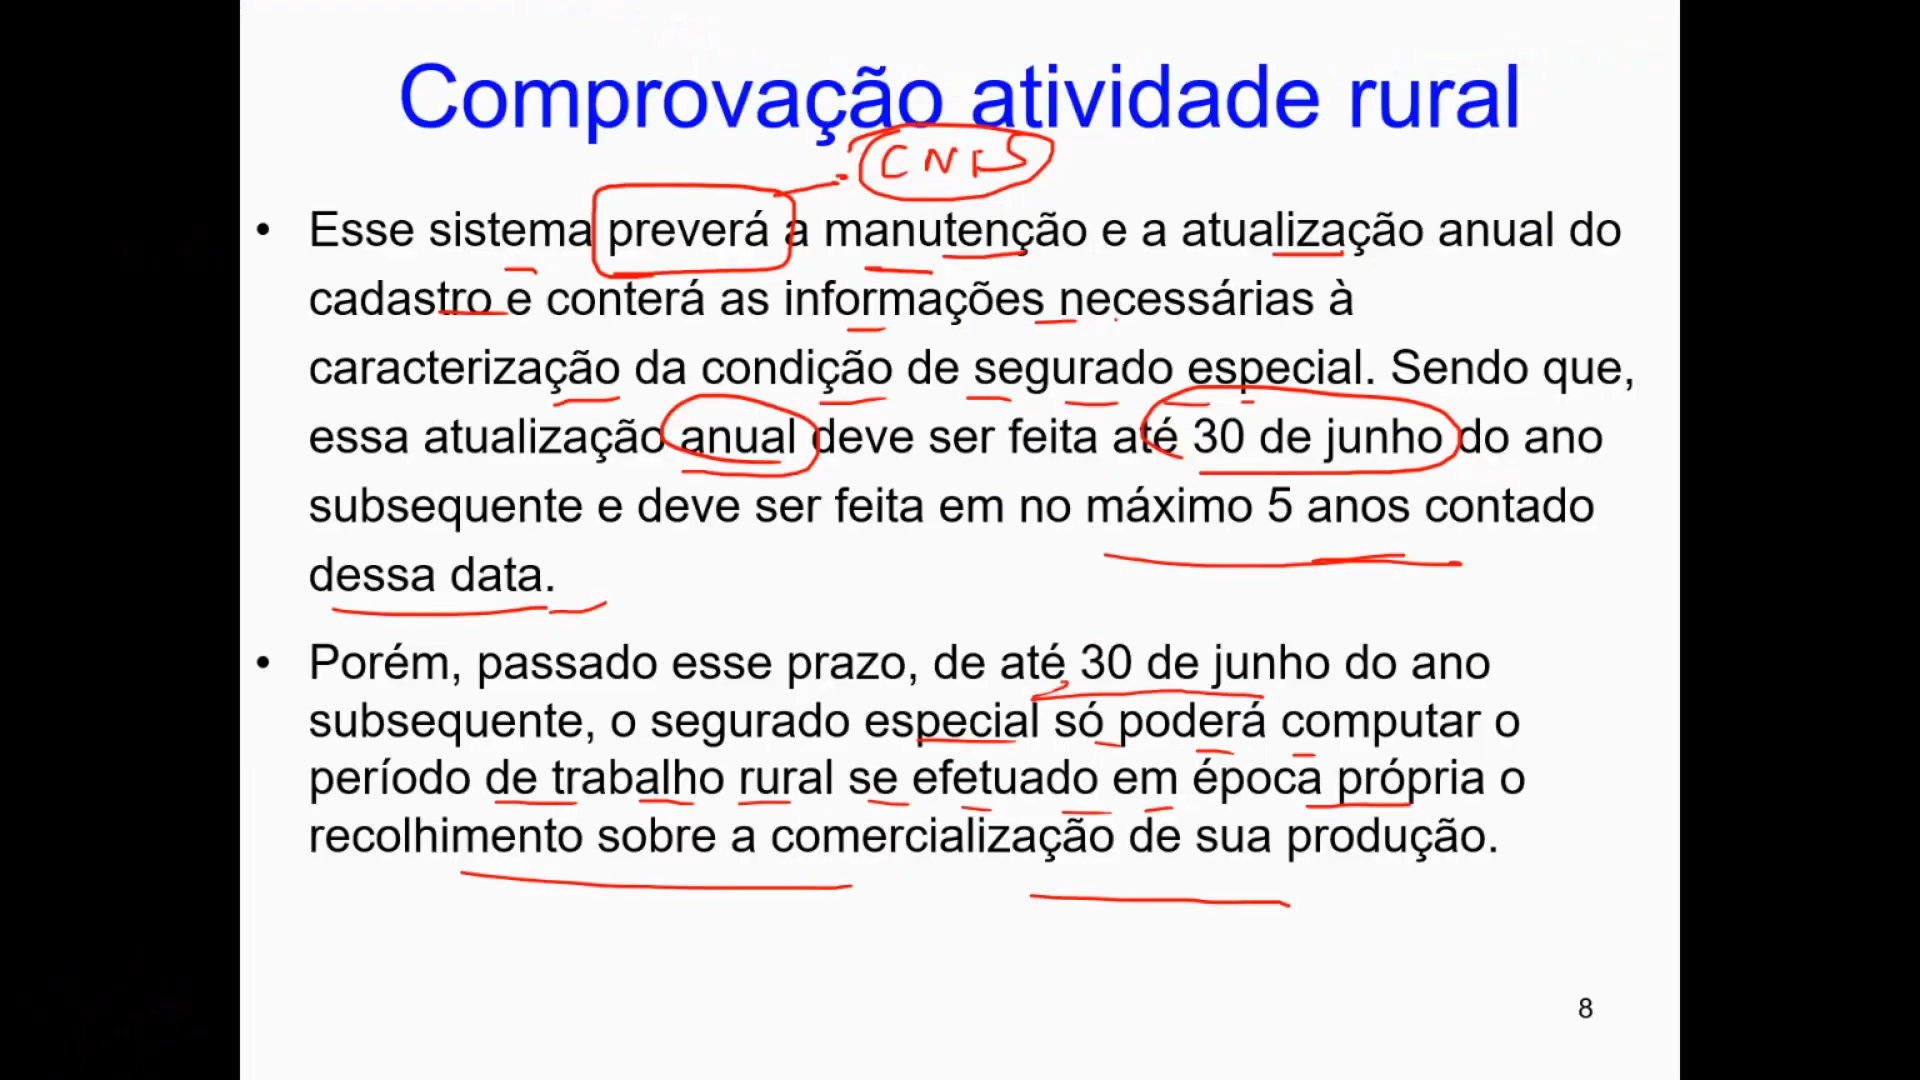 Comprovação atividade rural
CNIS
• Esse sistema preverá a manutenção e a atualização anual do
cadastro e conterá as informações necessárias à
caracterização da condição de segurado especial. Sendo que,
essa atualização anual deve ser feita até 30 de junho do ano
subsequente e deve ser feita em no máximo 5 anos contado
dessa data.
• Porém, passado esse prazo, de até 30 de junho do ano
subsequente, o segurado especial só poderá computar o
período de trabalho rural se efetuado em época própria o
recolhimento sobre a comercialização de sua produção.
8